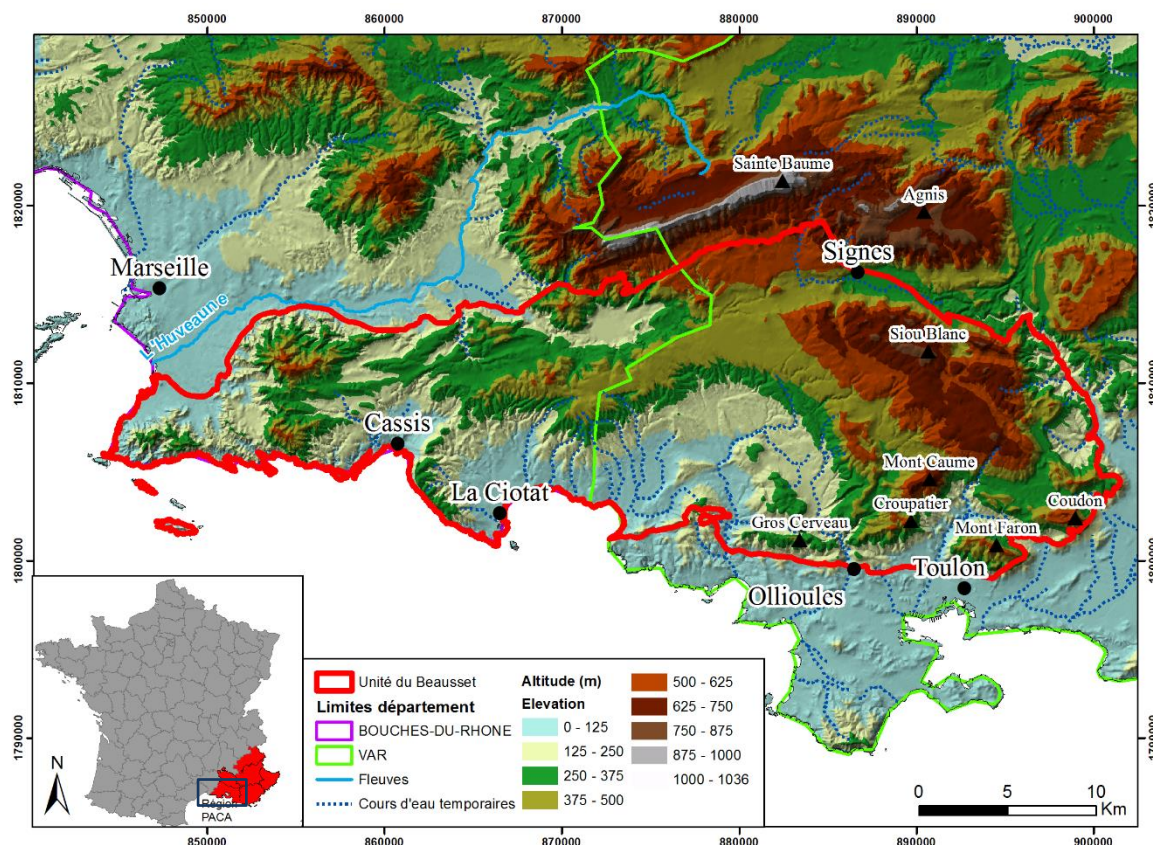 850000 860000 870000 880000 890000 900000
Sainte Baume
Agnis
1820000 1820000
Signes
Marseille
L'Huveaune
Siou Blanc
1810000 1810000
Cassis
Mont Caume
La Ciotat
Croupatier
Coudon
Gros Cerveau
Mont Faron
1800000 1800000
Toulon
Ollioules
Unité du Beausset
Limites département
BOUCHES-DU-RHONE
VAR
Fleuves
Cours d'eau temporaires
Altitude (m)
Elevation
0 - 125
125 - 250
250 - 375
375 - 500
500 - 625
625 - 750
750 - 875
875 - 1000
1000 - 1036
1790000 1790000
N
Région
PACA
0 5 10
Km
850000 860000 870000 880000 890000 900000